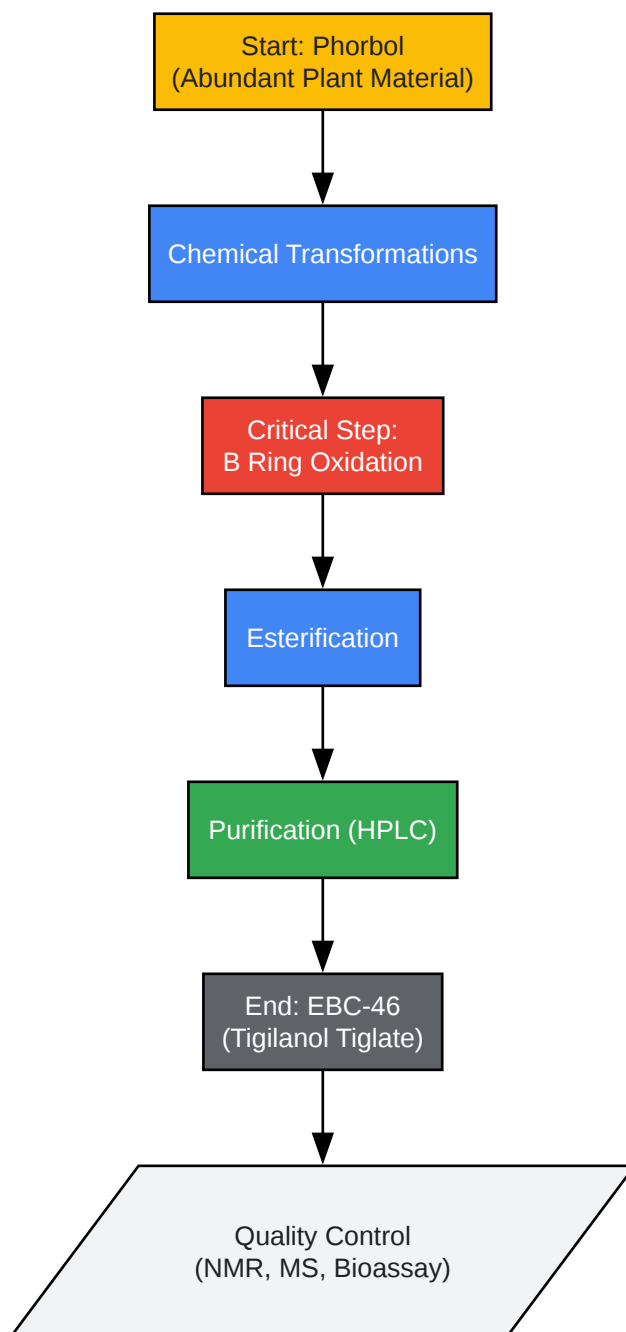 Start: Phorbol
(Abundant Plant Material)
Chemical Transformations
Critical Step:
B Ring Oxidation
Esterification
Purification (HPLC)
End: EBC-46
(Tigilanol Tiglate)
Quality Control
(NMR, MS, Bioassay)